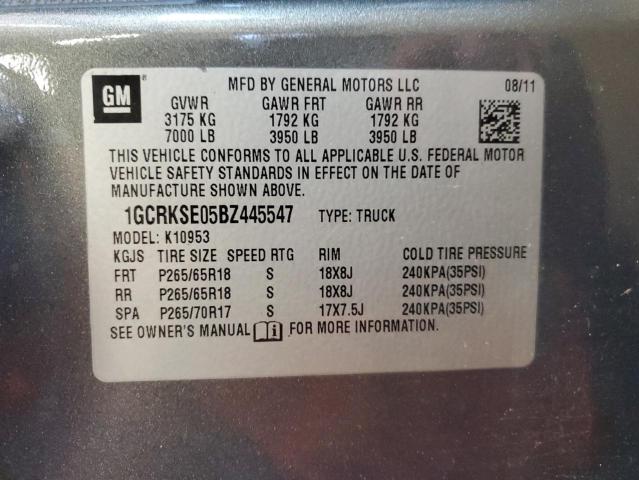 GM
MFD BY GENERAL MOTORS LLC 08/11
GVWR GAWR FRT GAWR RR
3175 KG 1792 KG 1792 KG
7000 LB 3950 LB 3950 LB
THIS VEHICLE CONFORMS TO ALL APPLICABLE U.S. FEDERAL MOTOR
VEHICLE SAFETY STANDARDS IN EFFECT ON THE DATE OF
MANUFACTURE SHOWN ABOVE.
1GCRKSE05BZ445547 TYPE: TRUCK
MODEL: K10953
KGJS TIRE SIZE SPEED RTG RIM COLD TIRE PRESSURE
FRT P265/65R18 S 18X8J 240KPA(35PSI)
RR P265/65R18 S 18X8J 240KPA(35PSI)
SPA P265/70R17 S 17X7.5J 240KPA(35PSI)
SEE OWNER'S MANUAL FOR MORE INFORMATION.